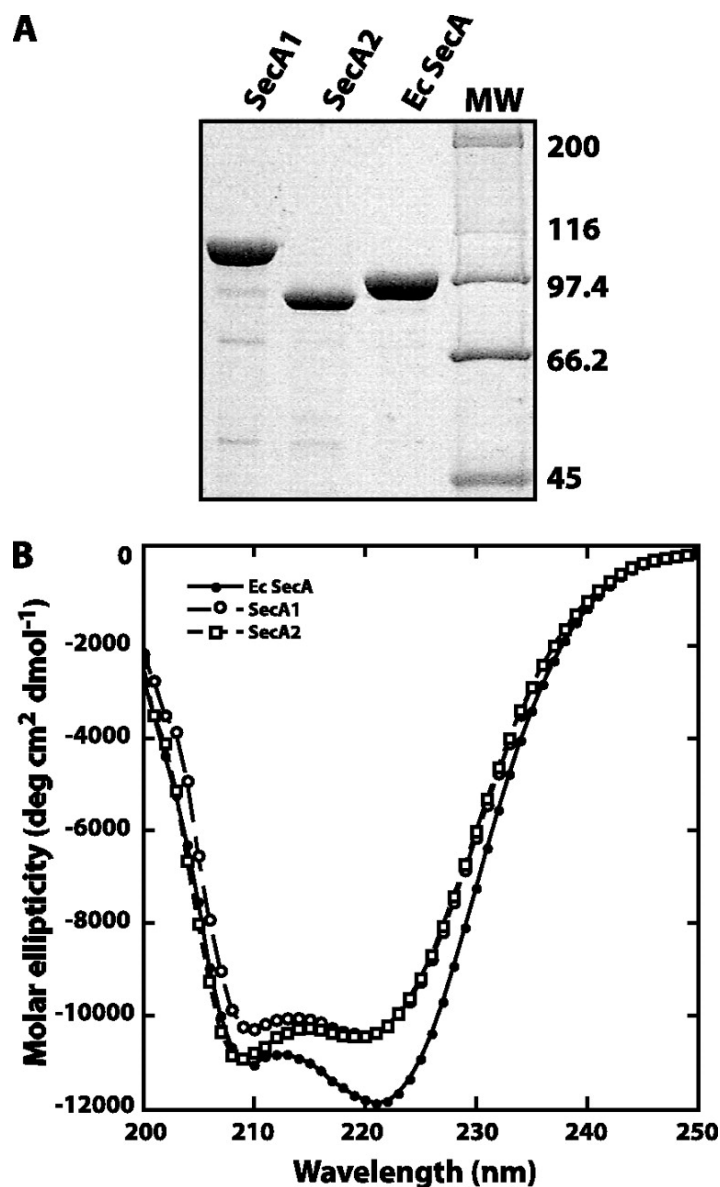 A
SecA1
SecA2
Ec SecA
MW
200
116
97.4
66.2
45
B
0
-2000
-4000
-6000
-8000
-10000
-12000
Molar ellipticity (deg cm² dmol⁻¹)
Ec SecA
SecA1
SecA2
200 210 220 230 240 250
Wavelength (nm)